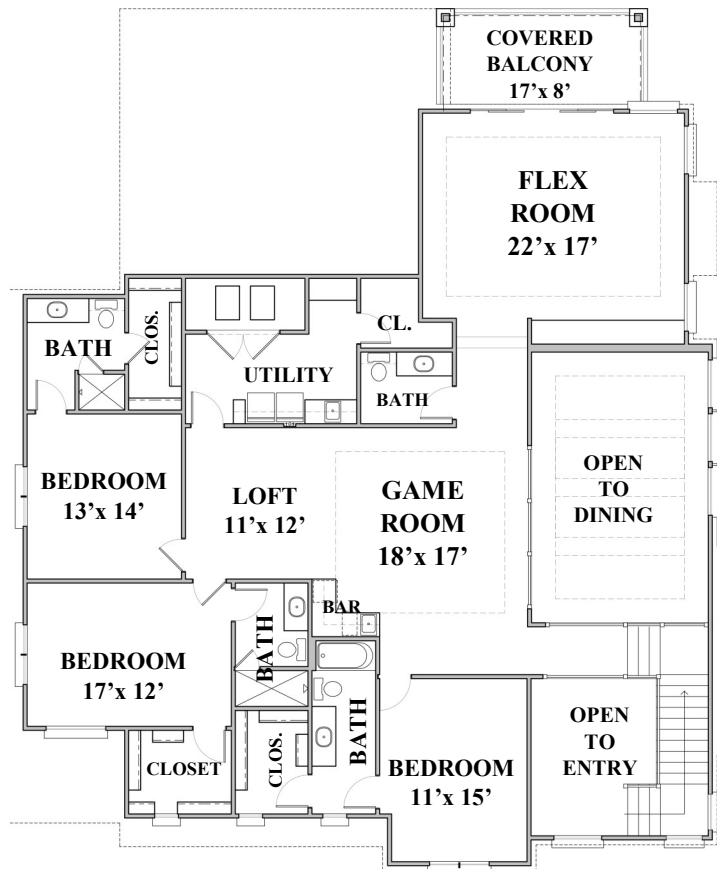 COVERED
BALCONY
17’x 8’
FLEX
ROOM
22’x 17’
CL.
CLOS.
BATH
UTILITY
BATH
BEDROOM
13’x 14’
LOFT
11’x 12’
GAME
ROOM
18’x 17’
OPEN
TO
DINING
BAR
BATH
BEDROOM
17’x 12’
CLOSET
CLOS.
BATH
BEDROOM
11’x 15’
OPEN
TO
ENTRY